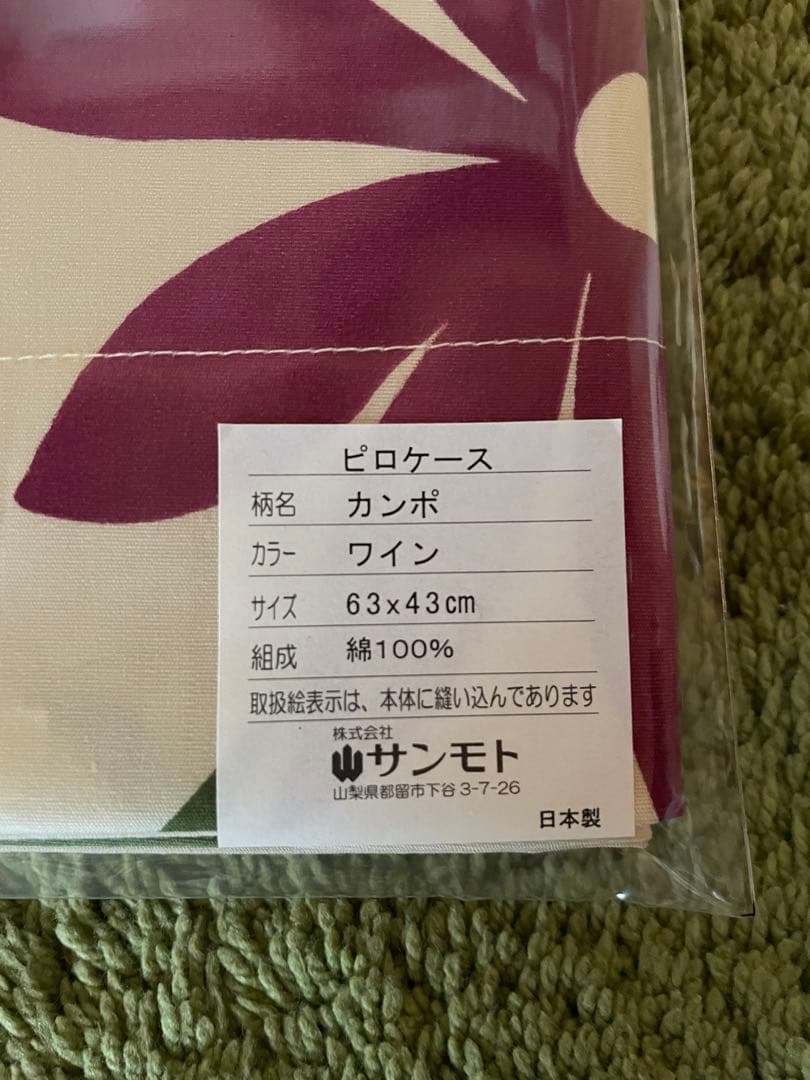 ピロケース
柄名 カンポ
カラー ワイン
サイズ 63x43cm
組成 綿100%
取扱絵表示は、本体に縫い込んであります
株式会社
サンモト
山梨県都留市下谷3-7-26
日本製